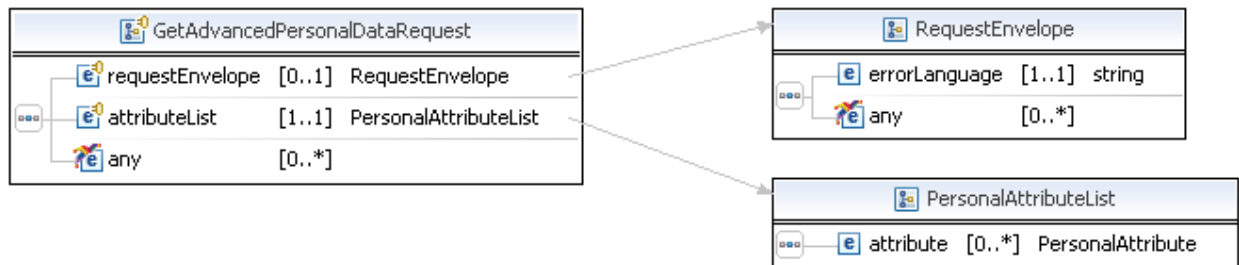 GetAdvancedPersonalDataRequest
requestEnvelope [0..1] RequestEnvelope
attributeList [1..1] PersonalAttributeList
any [0..*]
RequestEnvelope
errorLanguage [1..1] string
any [0..*]
PersonalAttributeList
attribute [0..*] PersonalAttribute